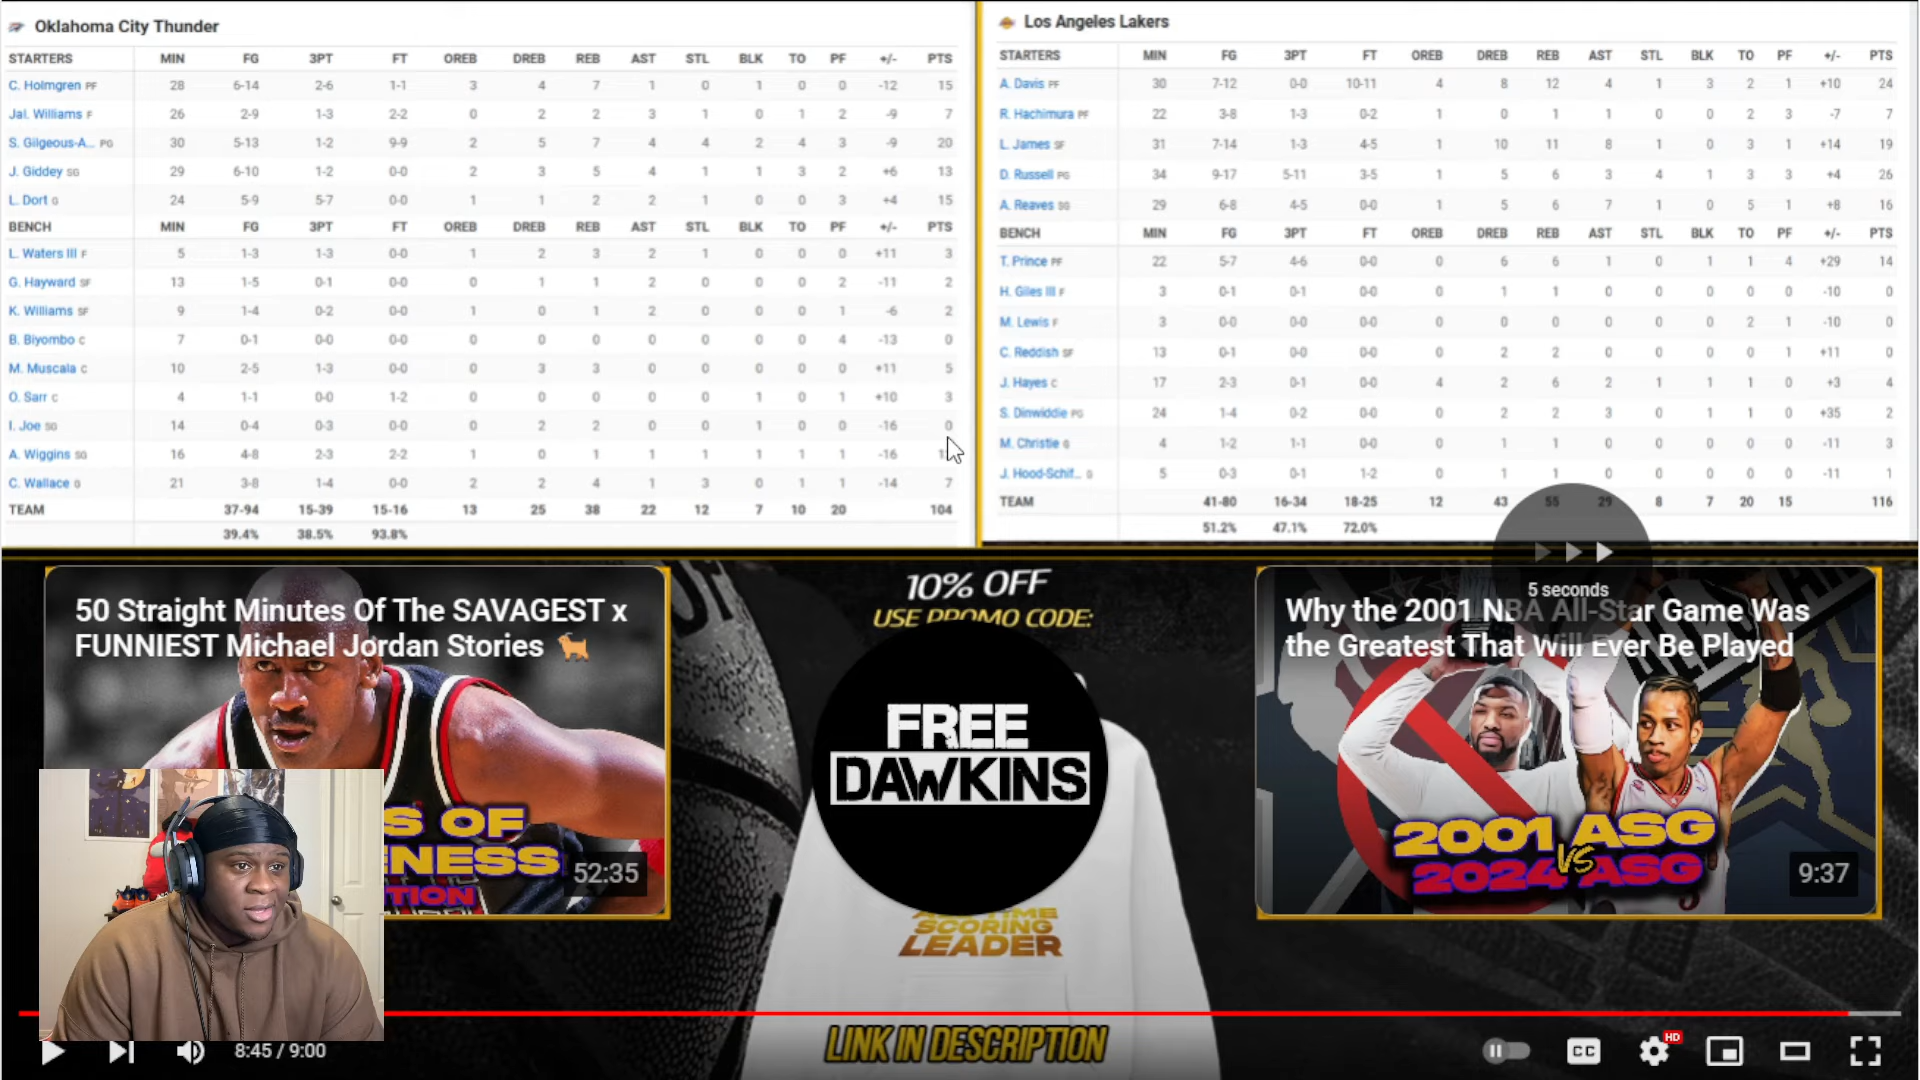 Oklahoma City Thunder
STARTERS MIN FG 3PT FT OREB DREB REB AST STL BLK TO PF +/- PTS
C. Holmgren PF 28 6-14 2-6 1-1 3 4 7 1 0 1 0 0 -12 15
Jal. Williams F 26 2-9 1-3 2-2 0 2 2 3 1 0 1 2 -9 7
S. Gilgeous-A... PG 30 5-13 1-2 9-9 2 5 7 4 4 2 4 3 -9 20
J. Giddey SG 29 6-10 1-2 0-0 2 3 5 4 1 1 3 2 +6 13
L. Dort G 24 5-9 5-7 0-0 1 1 2 2 1 0 0 3 +4 15
BENCH MIN FG 3PT FT OREB DREB REB AST STL BLK TO PF +/- PTS
L. Waters III F 5 1-3 1-3 0-0 1 2 3 2 1 0 0 0 +11 3
G. Hayward SF 13 1-5 0-1 0-0 0 1 1 2 0 0 0 2 -11 2
K. Williams SF 9 1-4 0-2 0-0 1 0 1 2 0 0 0 1 -6 2
B. Biyombo C 7 0-1 0-0 0-0 0 0 0 0 0 0 0 4 -13 0
M. Muscala C 10 2-5 1-3 0-0 0 3 3 0 0 0 0 0 +11 5
O. Sarr C 4 1-1 0-0 1-2 0 0 0 0 0 1 0 1 +10 3
I. Joe SG 14 0-4 0-3 0-0 0 2 2 0 0 1 0 0 -16 0
A. Wiggins SG 16 4-8 2-3 2-2 1 0 1 1 1 1 1 1 -16
C. Wallace G 21 3-8 1-4 0-0 2 2 4 1 3 0 1 1 -14 7
TEAM 37-94 15-39 15-16 13 25 38 22 12 7 10 20 104
39.4% 38.5% 93.8%
Los Angeles Lakers
STARTERS MIN FG 3PT FT OREB DREB REB AST STL BLK TO PF +/- PTS
A. Davis PF 30 7-12 0-0 10-11 4 8 12 4 1 3 2 1 +10 24
R. Hachimura PF 22 3-8 1-3 0-2 1 0 1 1 0 0 2 3 -7 7
L. James SF 31 7-14 1-3 4-5 1 10 11 8 1 0 3 1 +14 19
D. Russell PG 34 9-17 5-11 3-5 1 5 6 3 4 1 3 3 +4 26
A. Reaves SG 29 6-8 4-5 0-0 1 5 6 7 1 0 5 1 +8 16
BENCH MIN FG 3PT FT OREB DREB REB AST STL BLK TO PF +/- PTS
T. Prince PF 22 5-7 4-6 0-0 0 6 6 1 0 1 1 4 +29 14
H. Giles III F 3 0-1 0-1 0-0 0 1 1 0 0 0 0 0 -10 0
M. Lewis F 3 0-0 0-0 0-0 0 0 0 0 0 0 2 1 -10 0
C. Reddish SF 13 0-1 0-0 0-0 0 2 2 0 0 0 0 1 +11 0
J. Hayes C 17 2-3 0-1 0-0 4 2 6 2 1 1 1 0 +3 4
S. Dinwiddie PG 24 1-4 0-2 0-0 0 2 2 3 0 1 1 0 +35 2
M. Christie G 4 1-2 1-1 0-0 0 1 1 0 0 0 0 0 -11 3
J. Hood-Schif... G 5 0-3 0-1 1-2 0 1 1 0 0 0 0 0 -11 1
TEAM 41-80 16-34 18-25 12 43 55 29 8 7 20 15 116
51.2% 47.1% 72.0%
50 Straight Minutes Of The SAVAGEST x
FUNNIEST Michael Jordan Stories
52:35
10% OFF
USE PROMO CODE:
FREE
DAWKINS
SCORING
LEADER
LINK IN DESCRIPTION
5 seconds
Why the 2001 NBA All-Star Game Was
the Greatest That Will Ever Be Played
2001 ASG
VS
2024 ASG
9:37
8:45 / 9:00
CC
HD